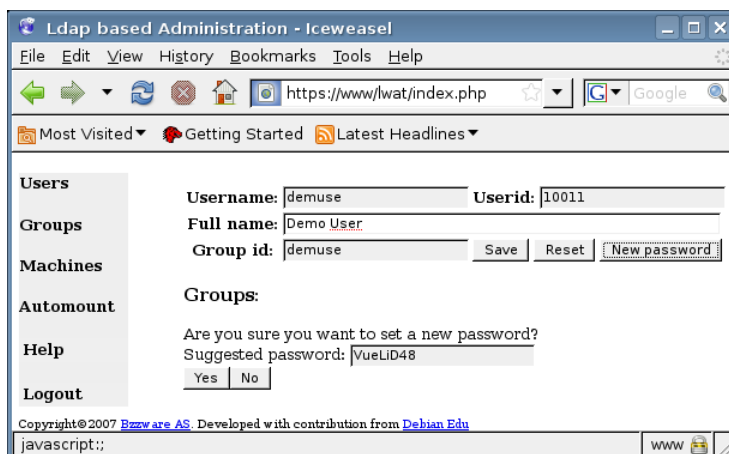 Ldap based Administration - Iceweasel
File Edit View History Bookmarks Tools Help
https://www/lwat/index.php G Google
Most Visited Getting Started Latest Headlines
Users
Groups
Machines
Automount
Help
Logout
Username: demuse Userid: 10011
Full name: Demo User
Group id: demuse Save Reset New password
Groups:
Are you sure you want to set a new password?
Suggested password: VueLiD48
Yes No
Copyright©2007 Bzzware AS. Developed with contribution from Debian Edu
javascript:; www